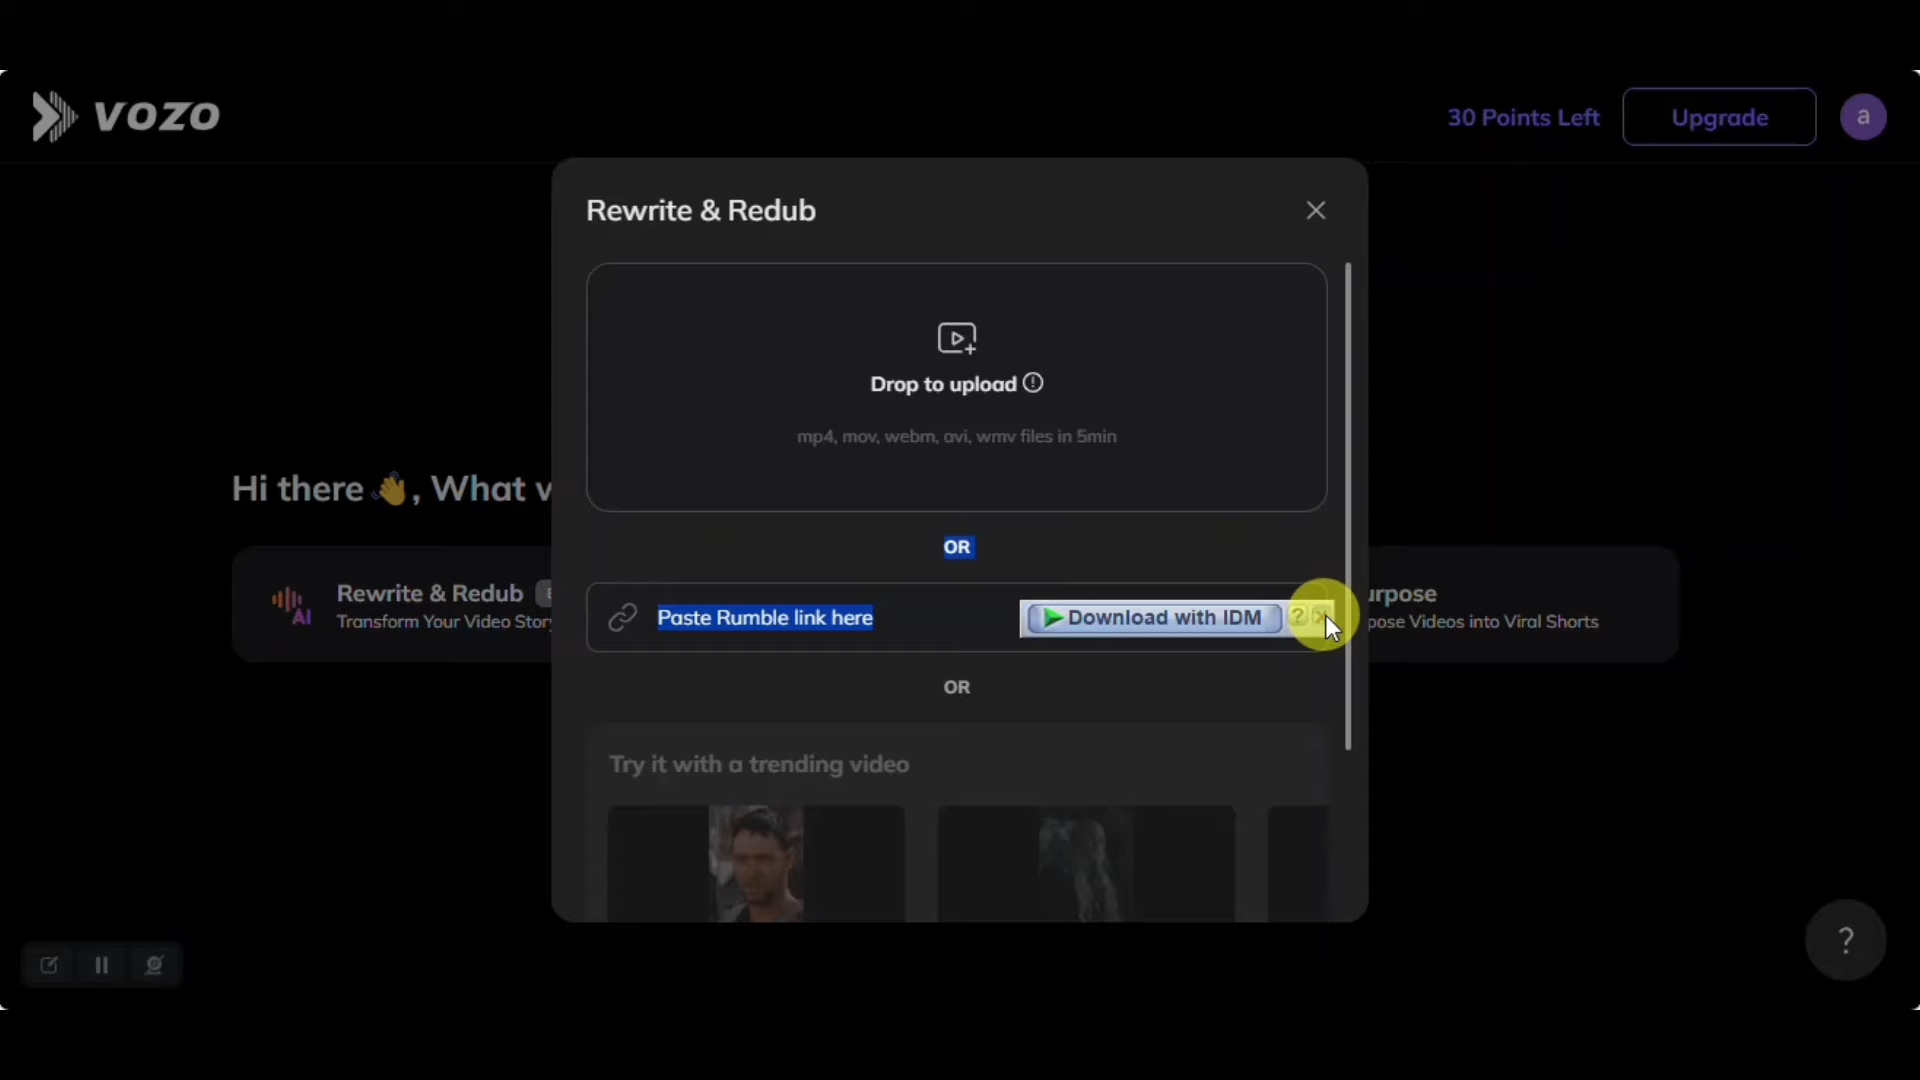 vozo
30 Points Left
Upgrade
a
Rewrite & Redub
Drop to upload
mp4, mov, webm, avi, wmv files in 5min
Hi there 👋, What
OR
Rewrite & Redub
Transform Your Video Story
Paste Rumble link here
Download with IDM
?
urpose
pose Videos into Viral Shorts
OR
Try it with a trending video
AI
?